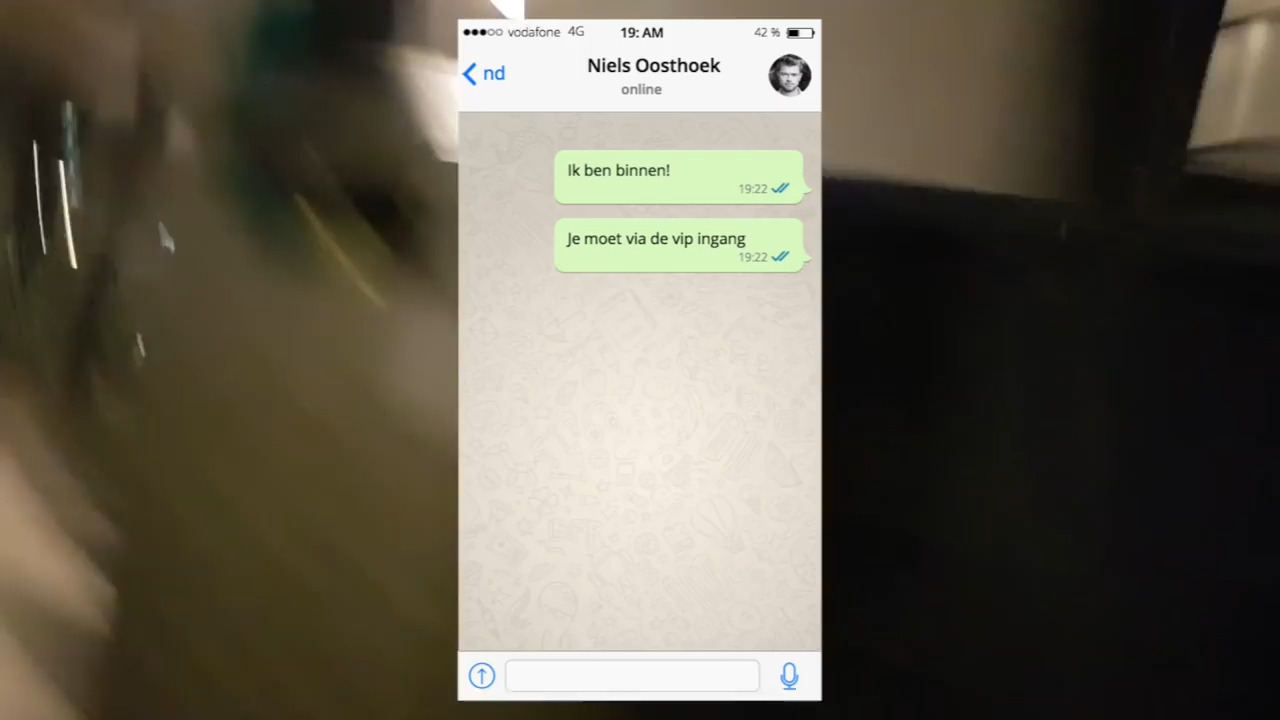 vodafone 4G 19: AM 42 %
nd Niels Oosthoek
online
Ik ben binnen!
19:22
Je moet via de vip ingang
19:22